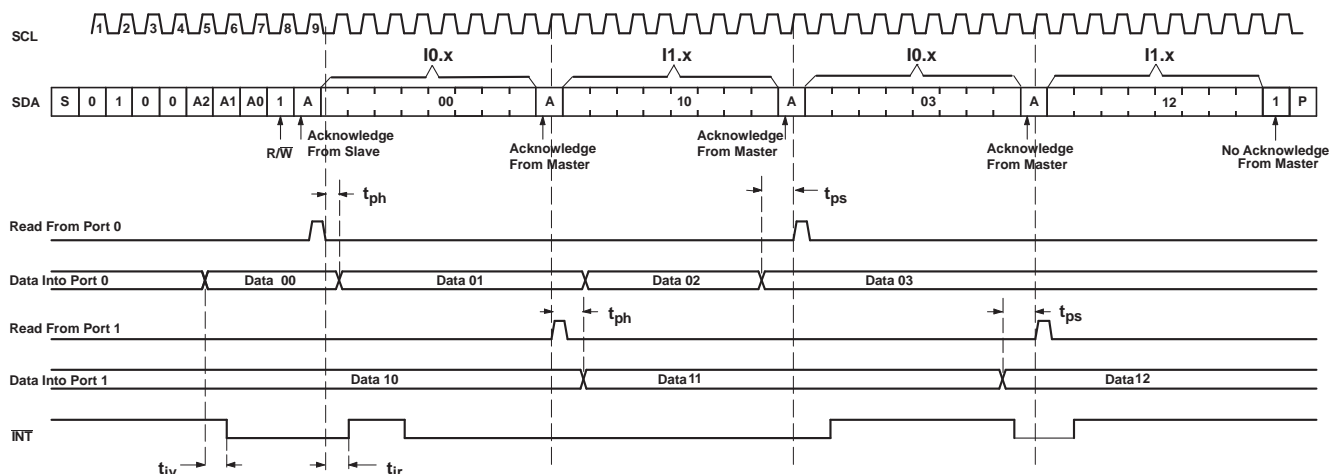 SCL
1 2 3 4 5 6 7 8 9
I0.x I1.x I0.x I1.x
SDA S 0 1 0 0 A2 A1 A0 1 A 00 A 10 A 03 A 12 1 P
R/W̅
Acknowledge
From Slave
Acknowledge
From Master
Acknowledge
From Master
Acknowledge
From Master
No Acknowledge
From Master
tph
tps
Read From Port 0
Data Into Port 0 Data 00 Data 01 Data 02 Data 03
tph
tps
Read From Port 1
Data Into Port 1 Data 10 Data 11 Data 12
I̅N̅T̅
tiv
tir